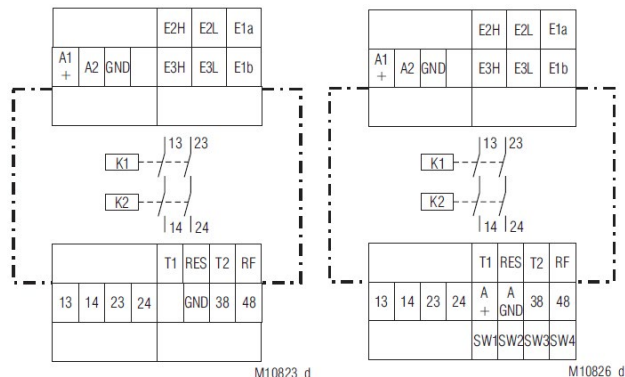 E2H E2L E1a
A1 + A2 GND E3H E3L E1b
13 23
K1
K2
14 24
T1 RES T2 RF
13 14 23 24 GND 38 48
M10823_d
E2H E2L E1a
A1 + A2 GND E3H E3L E1b
13 23
K1
K2
14 24
T1 RES T2 RF
13 14 23 24 A + A GND 38 48
SW1 SW2 SW3 SW4
M10826_d